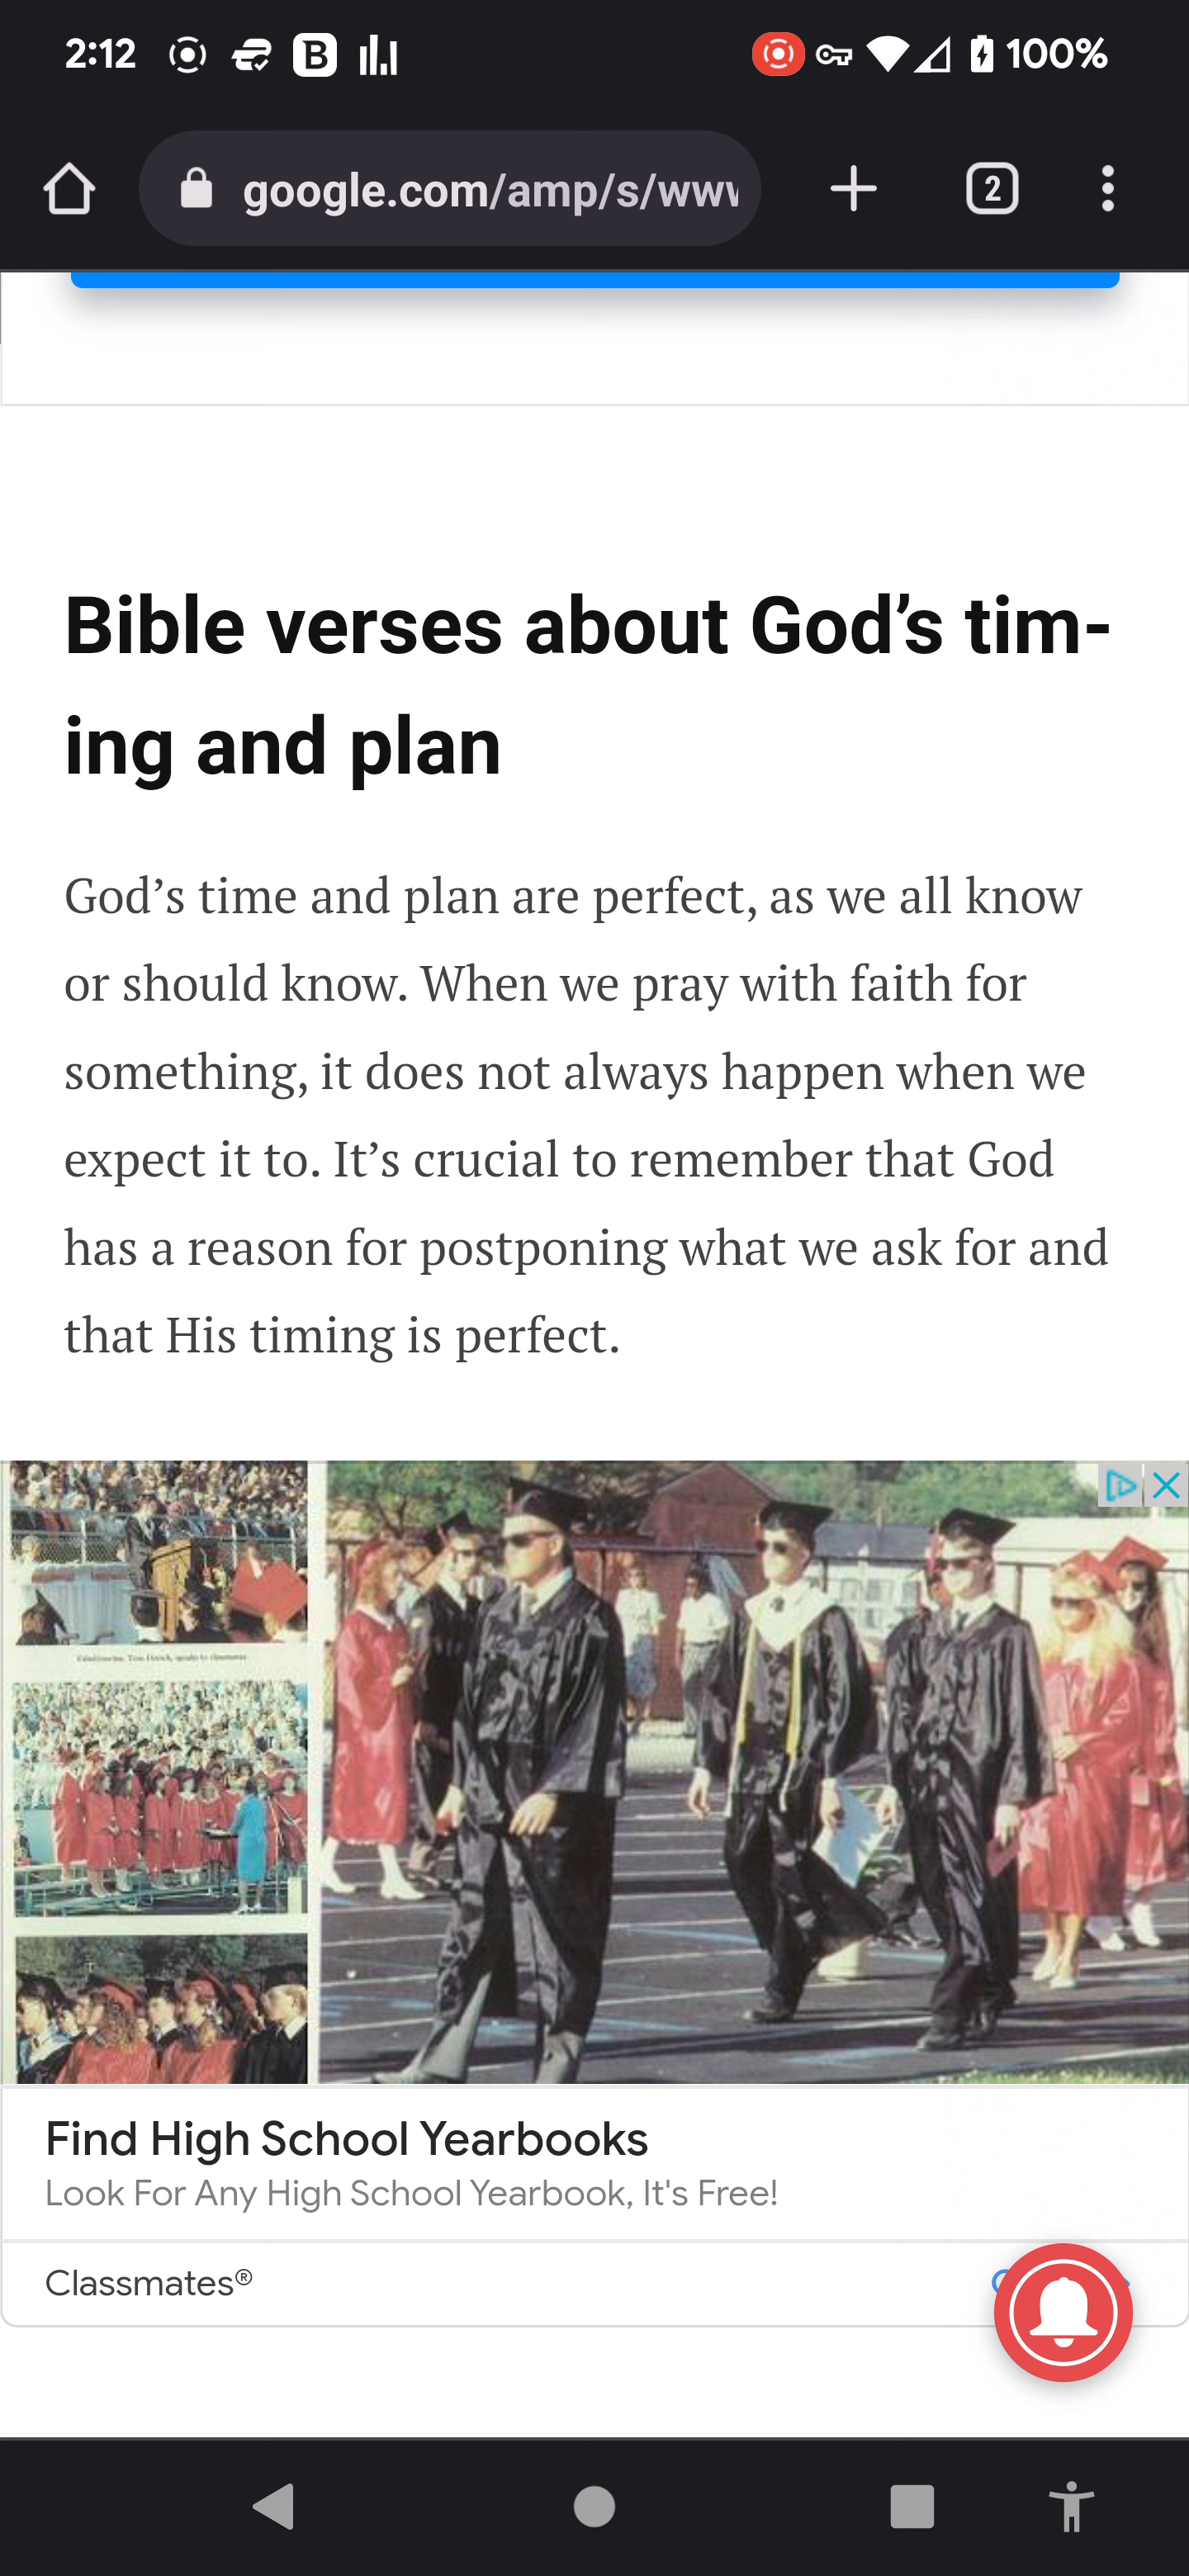 2:12
B
100%
google.com/amp/s/ww
2
Bible verses about God’s tim-
ing and plan
God’s time and plan are perfect, as we all know
or should know. When we pray with faith for
something, it does not always happen when we
expect it to. It’s crucial to remember that God
has a reason for postponing what we ask for and
that His timing is perfect.
Find High School Yearbooks
Look For Any High School Yearbook, It's Free!
Classmates®